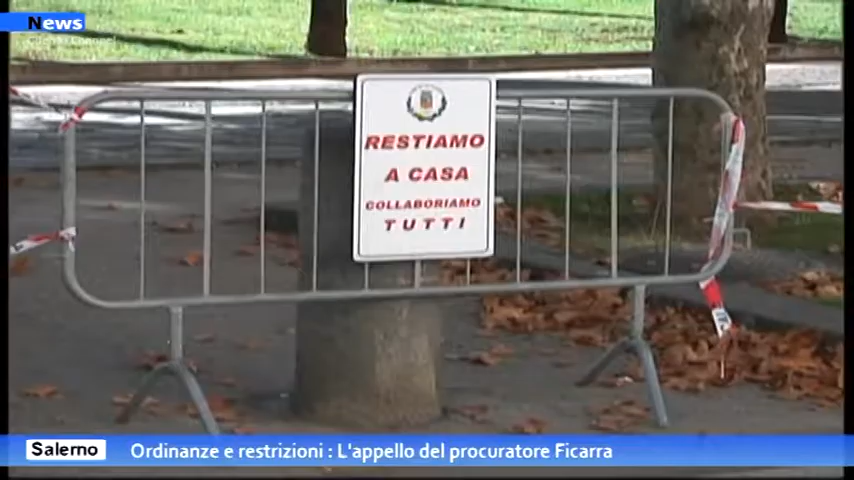 News
RESTIAMO
A CASA
COLLABORIAMO
TUTTI
Salerno
Ordinanze e restrizioni : L'appello del procuratore Ficarra